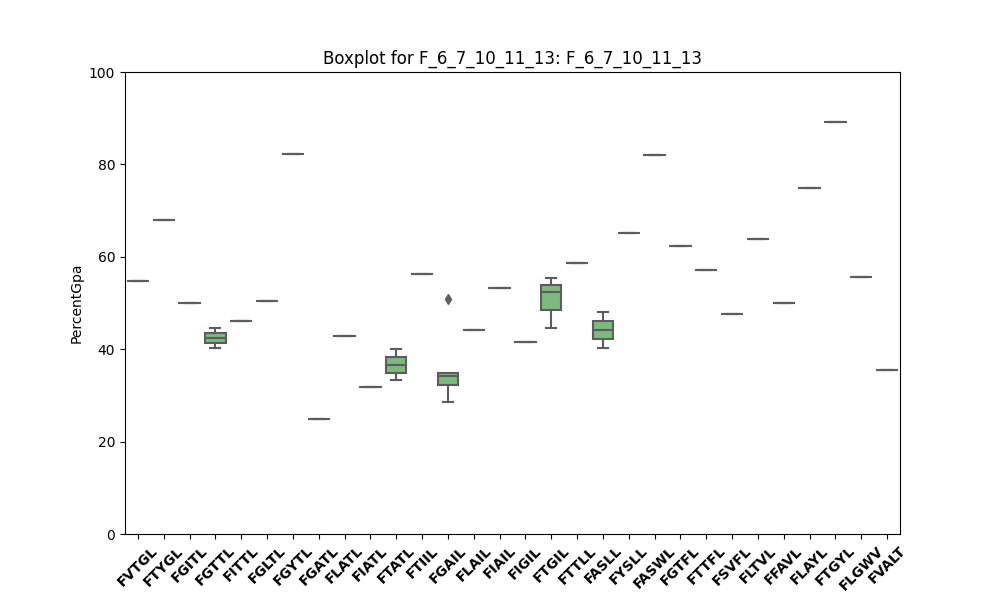 Boxplot for F_6_7_10_11_13: F_6_7_10_11_13
100
80
60
40
20
0
PercentGpa
FVTGL
FTYGL
FGITL
FGTTL
FITTL
FGLTL
FGYTL
FGATL
FLATL
FIATL
FTATL
FTIIL
FGAIL
FLAIL
FIAIL
FIGIL
FTGIL
FTTLL
FASLL
FYSLL
FASWL
FGTFL
FTTFL
FSVFL
FLTVL
FFAVL
FLAYL
FTGYL
FLGWV
FVALT